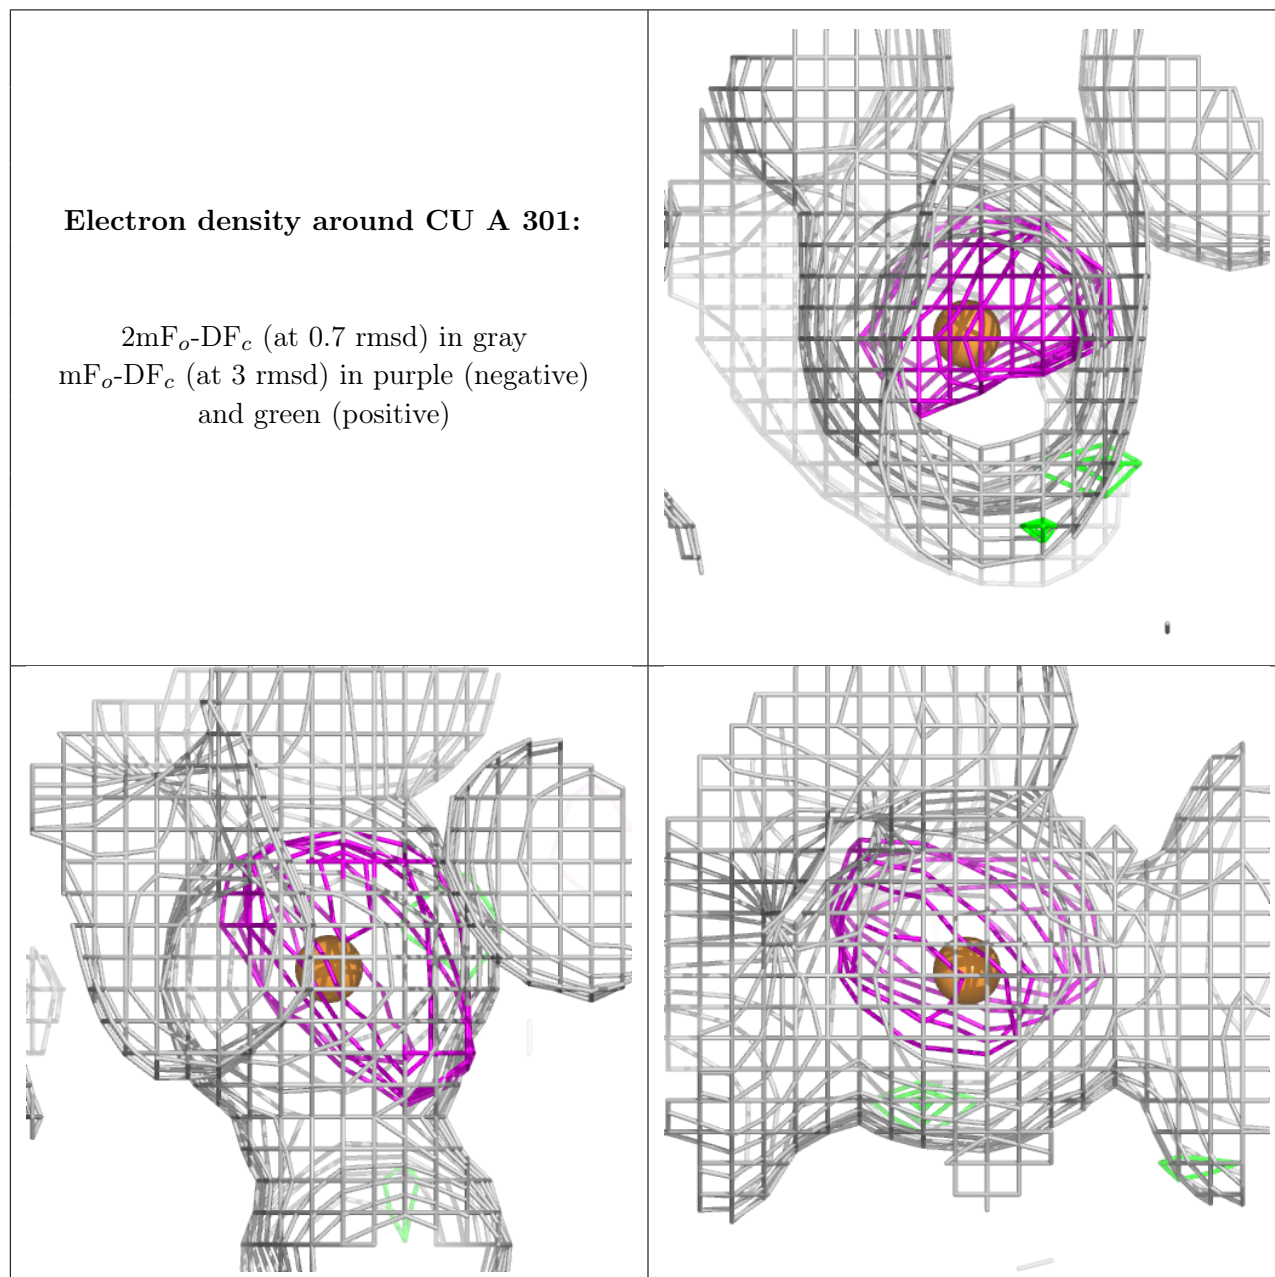 Electron density around CU A 301:
2mFo-DFc (at 0.7 rmsd) in gray
mFo-DFc (at 3 rmsd) in purple (negative)
and green (positive)